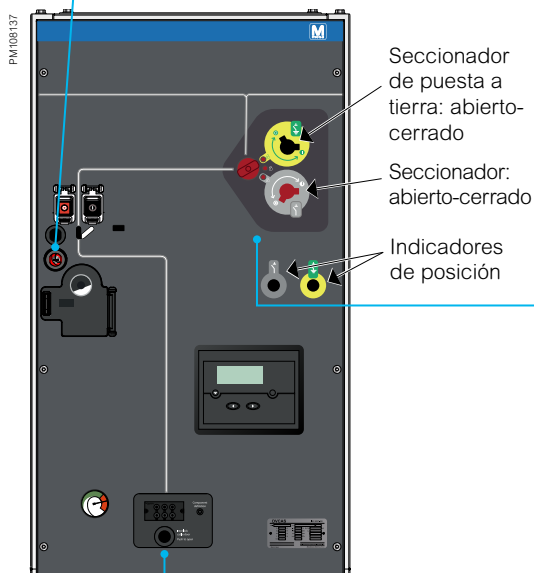 PM108137
M
Seccionador
de puesta a
tierra: abierto-
cerrado
Seccionador:
abierto-cerrado
Indicadores
de posición